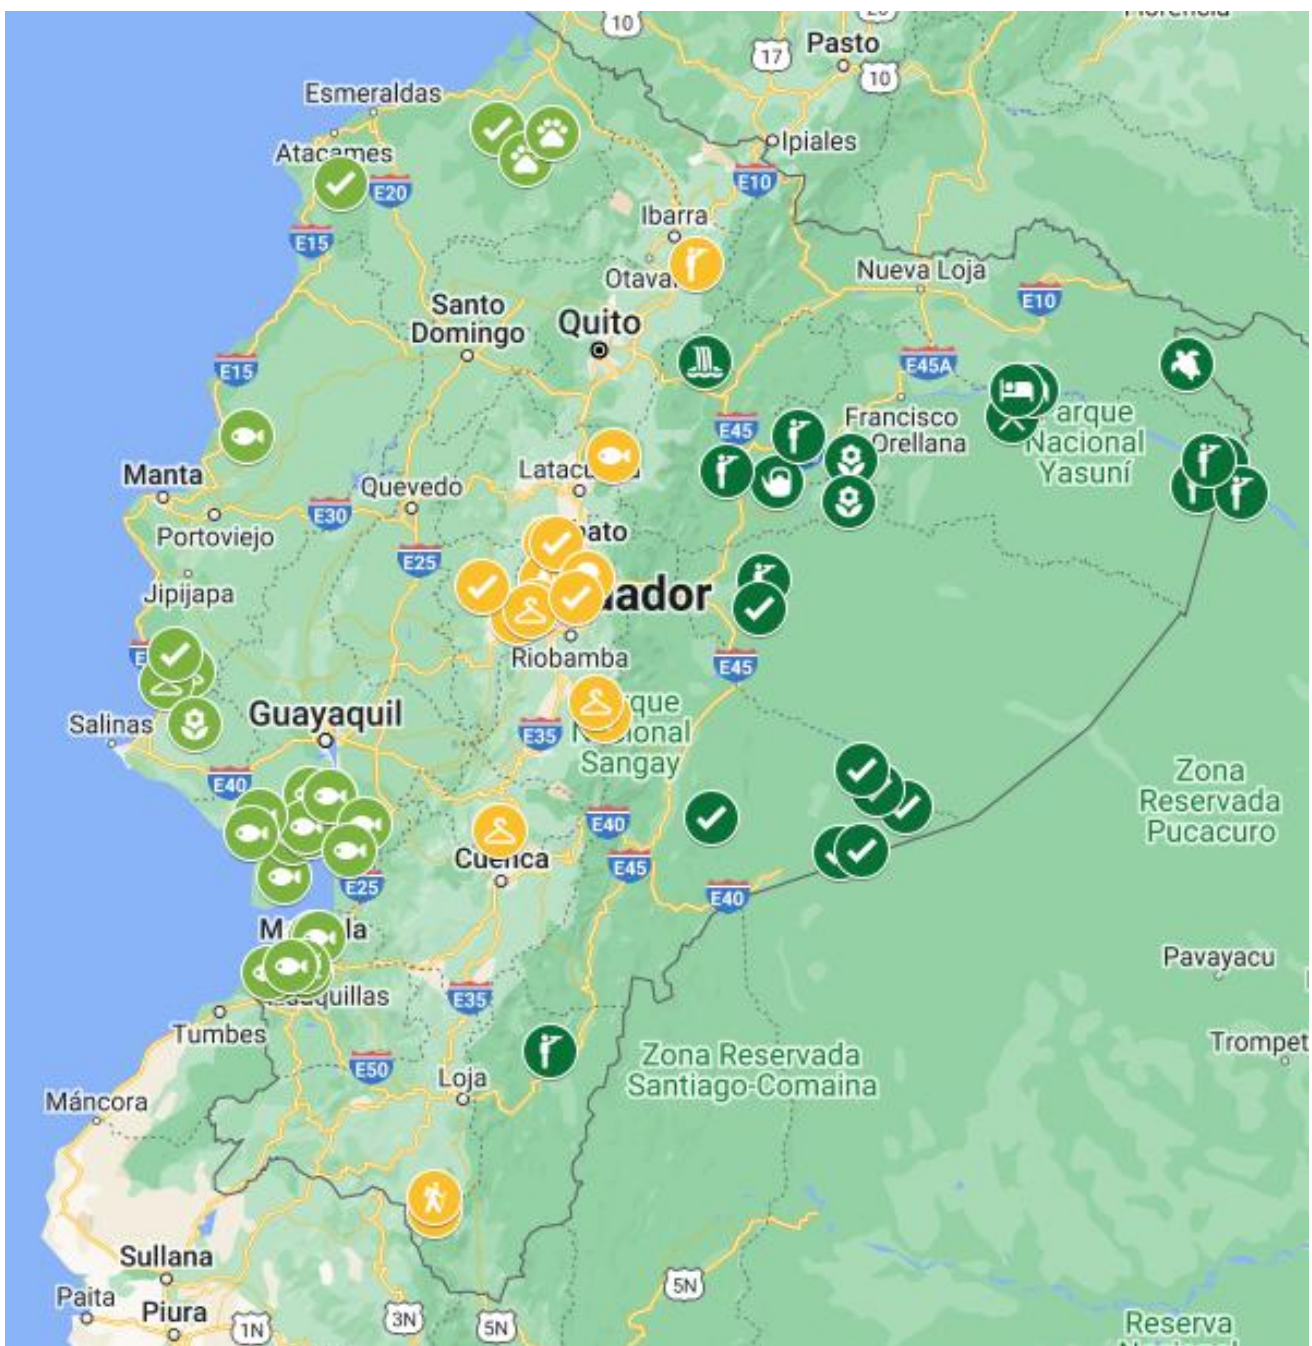 10
Pasto
17
10
Esmeraldas
Ipiales
Atacames
E10
E20
Ibarra
E15
Nueva Loja
E10
Santo
Domingo
Quito
E15
E45A
Francisco
Orellana
E45
arque
Nacional
Yasuní
Manta
Quevedo
E30
Portoviejo
E25
Jipijapa
Riobamba
E45
Salinas
Guayaquil
E35
Sangay
E40
Zona
Reservada
Pucacuro
E40
Cuenca
E45
E25
E40
Pavayacu
E35
Tumbes
Trompet
Zona Reservada
Santiago-Comaina
E50
Loja
Máncora
Sullana
5N
Paita
Piura
1N
3N
5N
Reserva